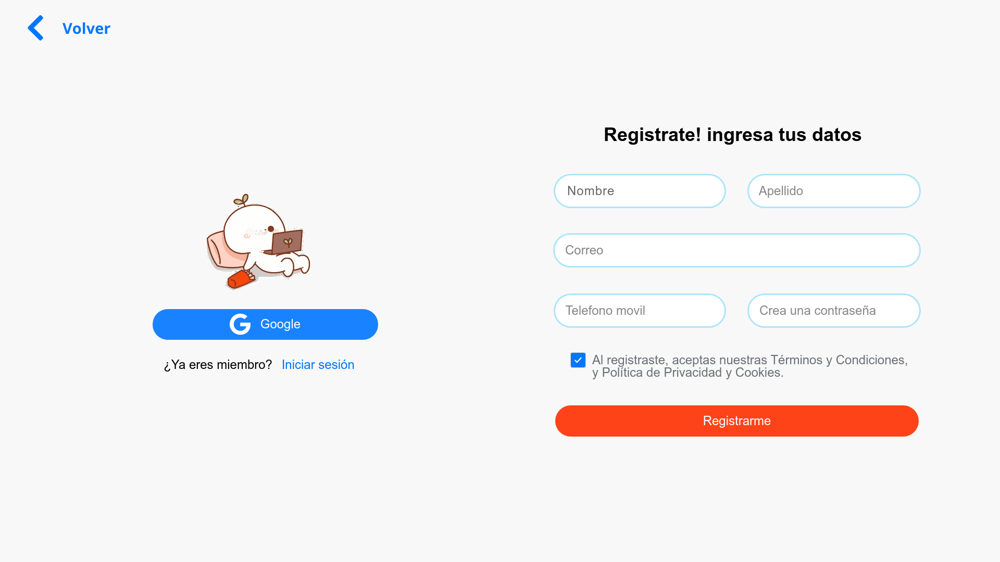 Volver
Registrate! ingresa tus datos
Nombre
Apellido
Correo
Telefono movil
Crea una contraseña
Google
¿Ya eres miembro? Iniciar sesión
Al registraste, aceptas nuestras Términos y Condiciones,
y Política de Privacidad y Cookies.
Registrarme